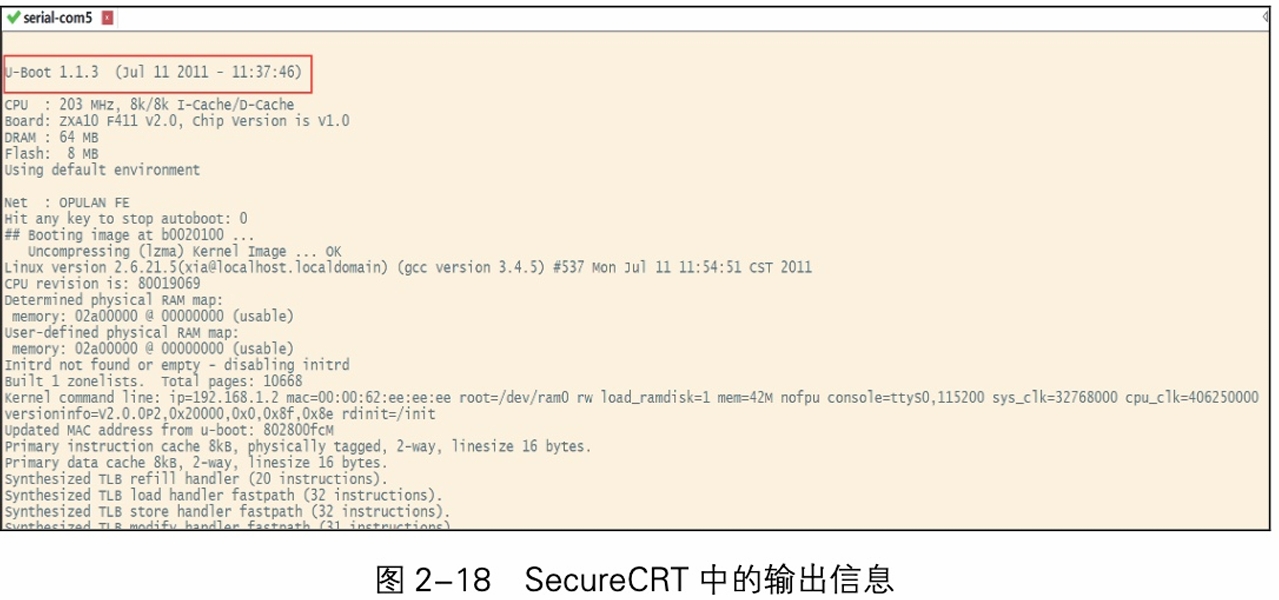 serial-com5
U-Boot 1.1.3  (Jul 11 2011 - 11:37:46)
CPU  : 203 MHz, 8k/8k I-Cache/D-Cache
Board: ZXA10 F411 V2.0, Chip Version is V1.0
DRAM : 64 MB
Flash:  8 MB
Using default environment
Net  : OPULAN FE
Hit any key to stop autoboot: 0
## Booting image at b0020100 ...
   Uncompressing (lzma) Kernel Image ... OK
Linux version 2.6.21.5(xia@localhost.localdomain) (gcc version 3.4.5) #537 Mon Jul 11 11:54:51 CST 2011
CPU revision is: 80019069
Determined physical RAM map:
 memory: 02a00000 @ 00000000 (usable)
User-defined physical RAM map:
 memory: 02a00000 @ 00000000 (usable)
Initrd not found or empty - disabling initrd
Built 1 zonelists.  Total pages: 10668
Kernel command line: ip=192.168.1.2 mac=00:00:62:ee:ee:ee root=/dev/ram0 rw load_ramdisk=1 mem=42M nofpu console=ttyS0,115200 sys_clk=32768000 cpu_clk=406250000
versioninfo=V2.0.0P2,0x20000,0x0,0x8f,0x8e rdinit=/init
Updated MAC address from u-boot: 802800fcM
Primary instruction cache 8kB, physically tagged, 2-way, linesize 16 bytes.
Primary data cache 8kB, 2-way, linesize 16 bytes.
Synthesized TLB refill handler (20 instructions).
Synthesized TLB load handler fastpath (32 instructions).
Synthesized TLB store handler fastpath (32 instructions).
Synthesized TLB modify handler fastpath (31 instructions).
图 2-18 SecureCRT 中的输出信息